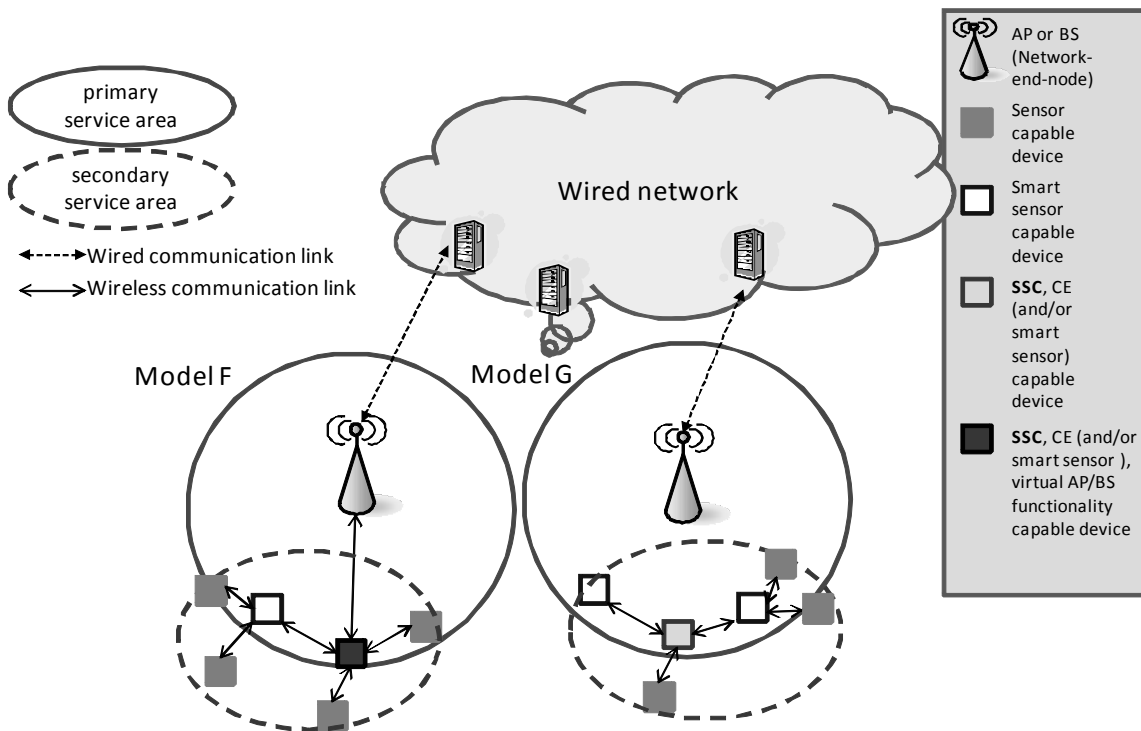 primary
service area
secondary
service area
Wired communication link
Wireless communication link
Wired network
Model F
Model G
AP or BS
(Network-
end-node)
Sensor
capable
device
Smart
sensor
capable
device
SSC, CE
(and/or
smart
sensor)
capable
device
SSC, CE (and/or
smart sensor ),
virtual AP/BS
functionality
capable device